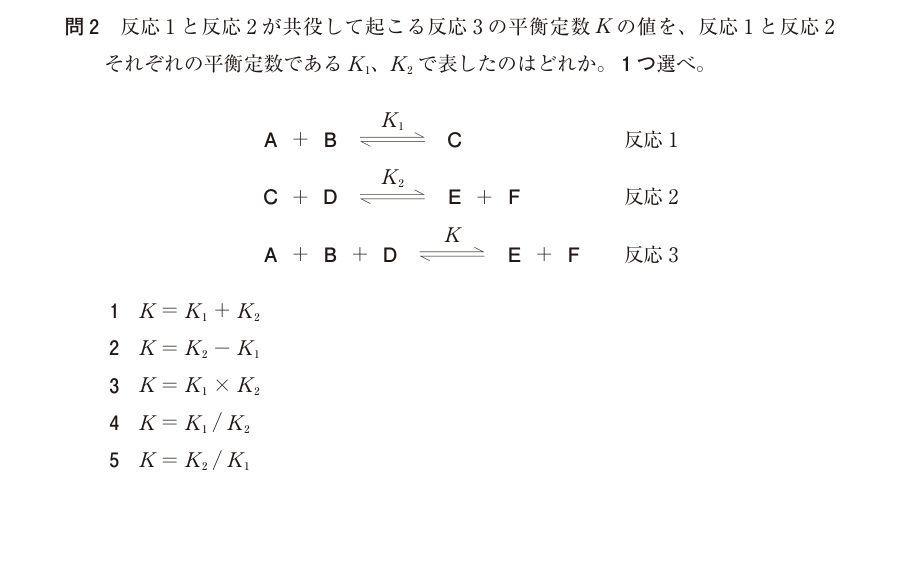 問2 反応1と反応2が共役して起こる反応3の平衡定数Kの値を、反応1と反応2
それぞれの平衡定数であるK₁、K₂で表したのはどれか。1つ選べ。
K₁
A + B ⇌ C 反応1
K₂
C + D ⇌ E + F 反応2
K
A + B + D ⇌ E + F 反応3
1 K = K₁ + K₂
2 K = K₂ − K₁
3 K = K₁ × K₂
4 K = K₁ / K₂
5 K = K₂ / K₁